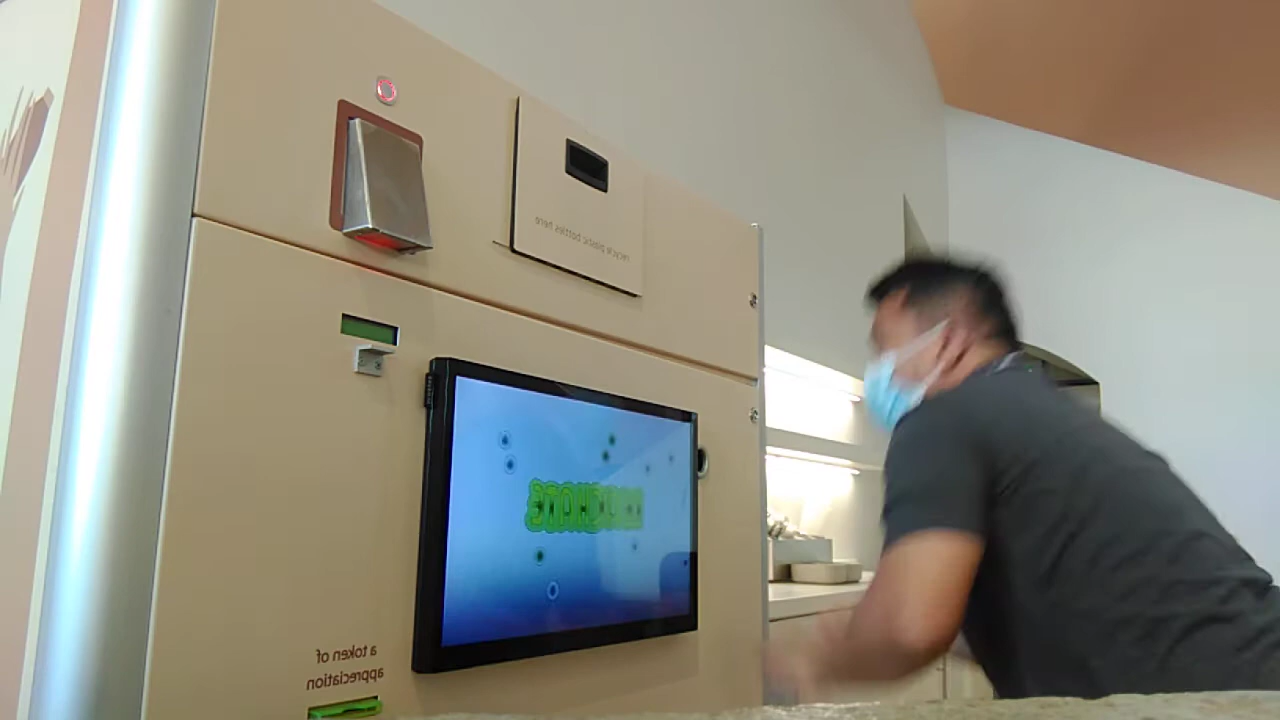 recycle plastic bottles here
a token of
appreciation